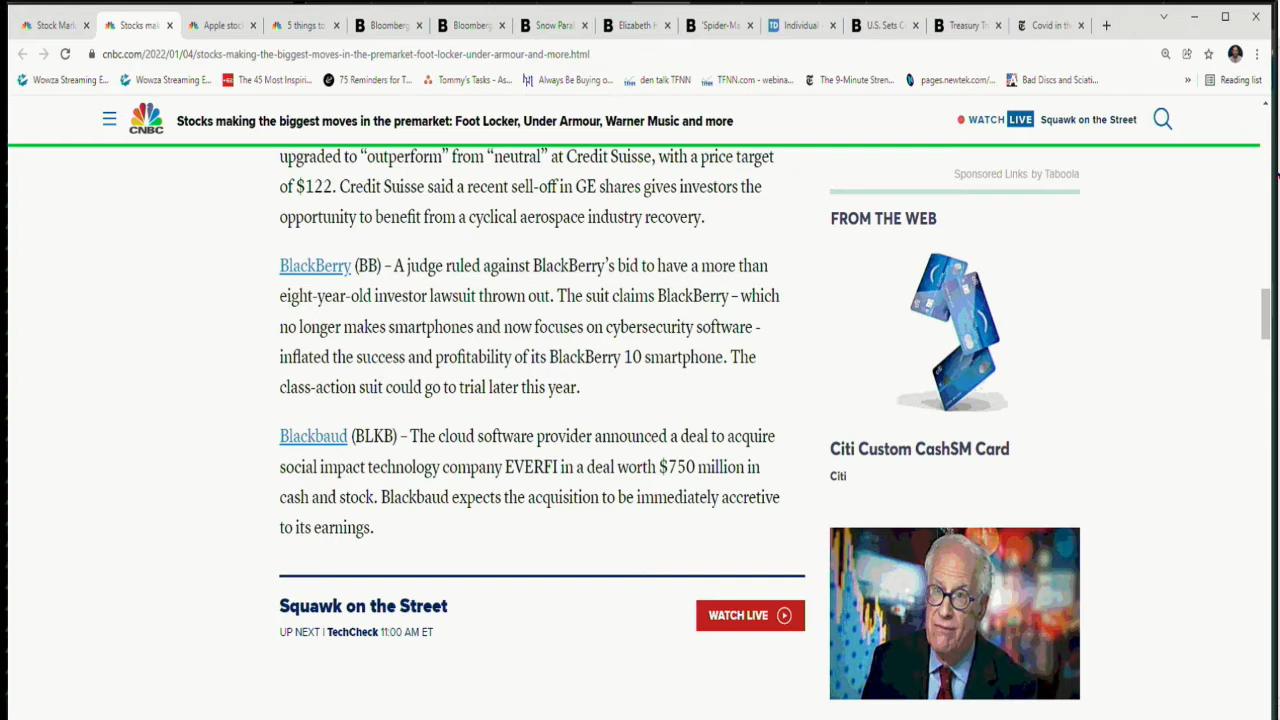 Stock Mark
Stocks mak
Apple stoc
5 things to
Bloomberg
Bloomberg
Snow Paral
Elizabeth H
'Spider-Ma
Individual
U.S. Sets C
Treasury Tr
Covid in the
cnbc.com/2022/01/04/stocks-making-the-biggest-moves-in-the-premarket-foot-locker-under-armour-and-more.html
Wowza Streaming E...
Wowza Streaming E...
The 45 Most Inspiri...
75 Reminders for T...
Tommy's Tasks - As...
Always Be Buying o...
den talk TFNN
TFNN.com - webina...
The 9-Minute Stren...
pages.newtek.com/...
Bad Discs and Sciati...
»
Reading list
CNBC
Stocks making the biggest moves in the premarket: Foot Locker, Under Armour, Warner Music and more
WATCH LIVE Squawk on the Street
upgraded to “outperform” from “neutral” at Credit Suisse, with a price target
of $122. Credit Suisse said a recent sell-off in GE shares gives investors the
opportunity to benefit from a cyclical aerospace industry recovery.
BlackBerry (BB) – A judge ruled against BlackBerry’s bid to have a more than
eight-year-old investor lawsuit thrown out. The suit claims BlackBerry – which
no longer makes smartphones and now focuses on cybersecurity software -
inflated the success and profitability of its BlackBerry 10 smartphone. The
class-action suit could go to trial later this year.
Blackbaud (BLKB) – The cloud software provider announced a deal to acquire
social impact technology company EVERFI in a deal worth $750 million in
cash and stock. Blackbaud expects the acquisition to be immediately accretive
to its earnings.
Squawk on the Street
UP NEXT | TechCheck 11:00 AM ET
WATCH LIVE
Sponsored Links by Taboola
FROM THE WEB
Citi Custom CashSM Card
Citi